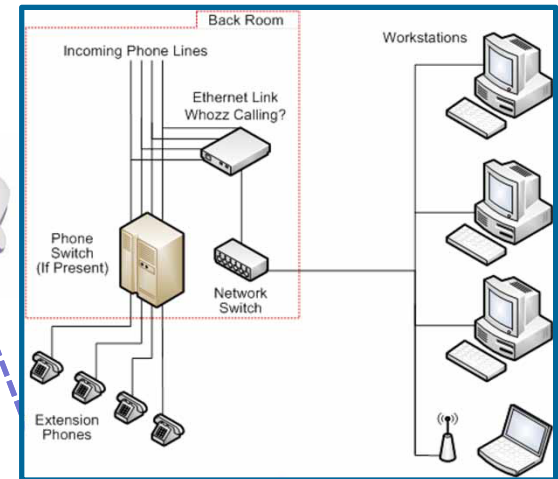 Back Room
Incoming Phone Lines
Workstations
Ethernet Link
Whozz Calling?
Phone
Switch
(If Present)
Network
Switch
Extension
Phones